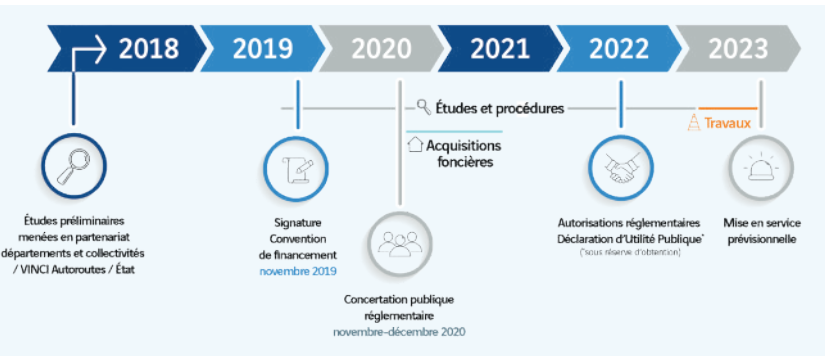 2018
2019
2020
2021
2022
2023
Études et procédures
Travaux
Acquisitions
foncières
Études préliminaires
menées en partenariat
départements et collectivités
/ VINCI Autoroutes / État
Signature
Convention
de financement
novembre 2019
Concertation publique
réglementaire
novembre-décembre 2020
Autorisations réglementaires
Déclaration d'Utilité Publique*
(*sous réserve d'obtention)
Mise en service
prévisionnelle